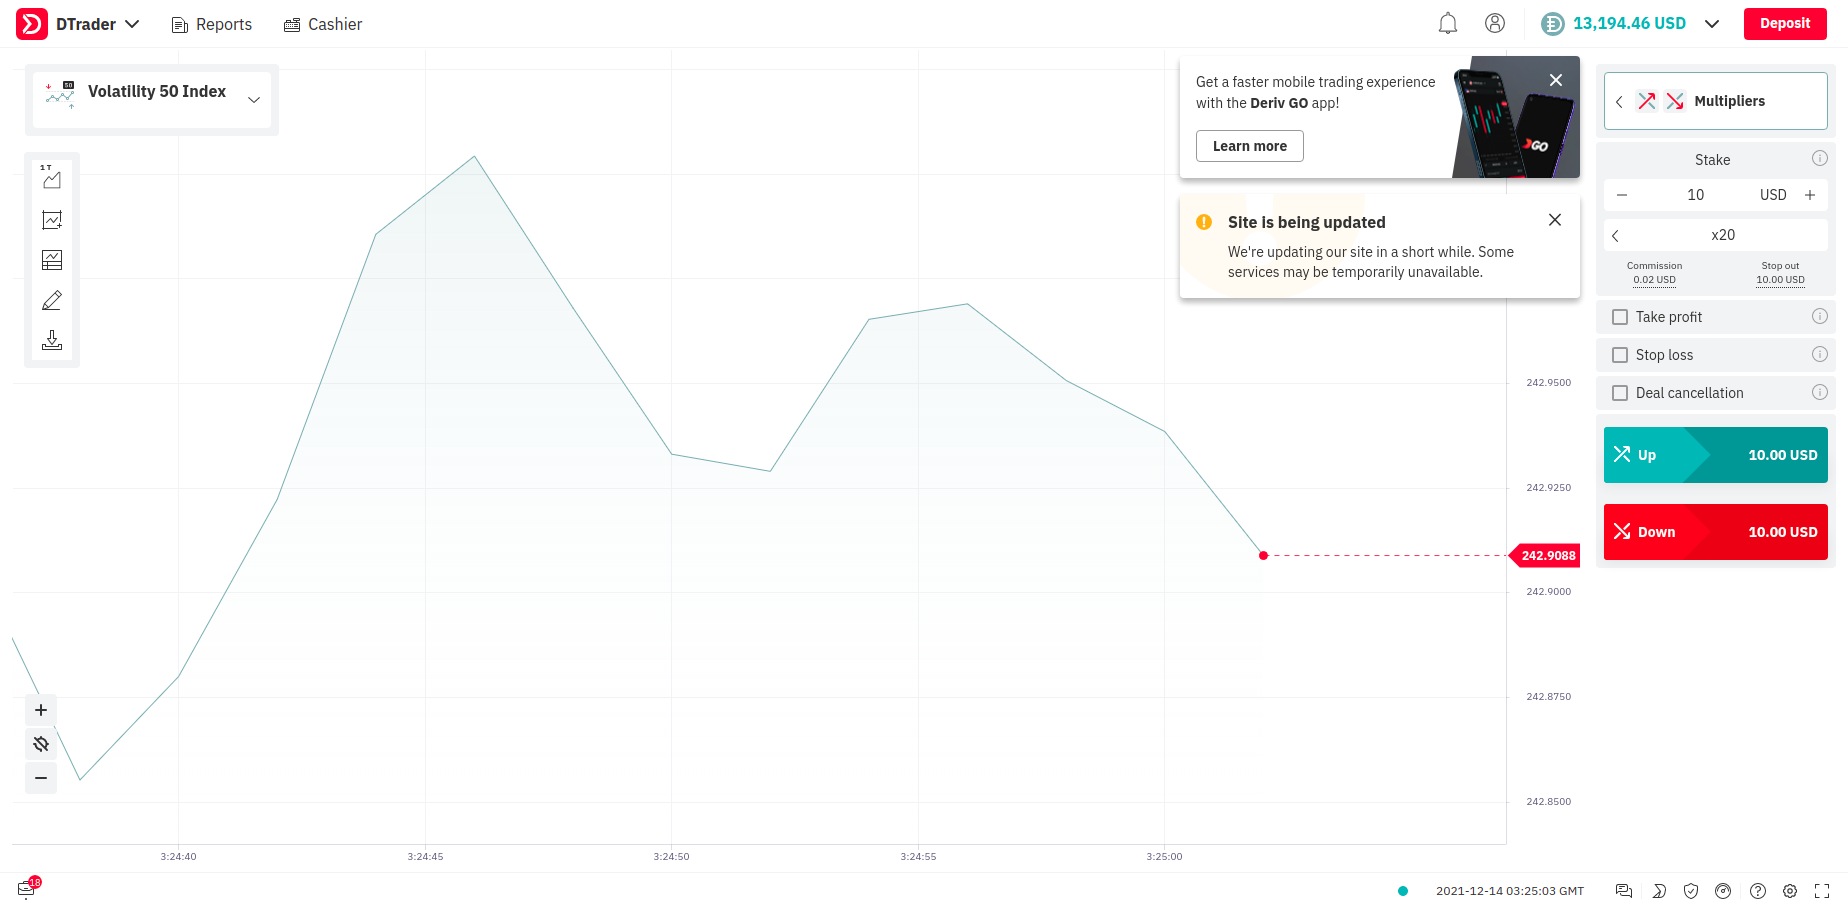 DTrader
Reports
Cashier
13,194.46 USD
Deposit
50
Volatility 50 Index
1 T
Get a faster mobile trading experience
with the Deriv GO app!
Learn more
GO
Site is being updated
We're updating our site in a short while. Some
services may be temporarily unavailable.
Multipliers
Stake
10
USD
x20
Commission
0.02 USD
Stop out
10.00 USD
Take profit
Stop loss
Deal cancellation
Up
10.00 USD
Down
10.00 USD
242.9500
242.9250
242.9088
242.9000
242.8750
242.8500
3:24:40
3:24:45
3:24:50
3:24:55
3:25:00
18
2021-12-14 03:25:03 GMT